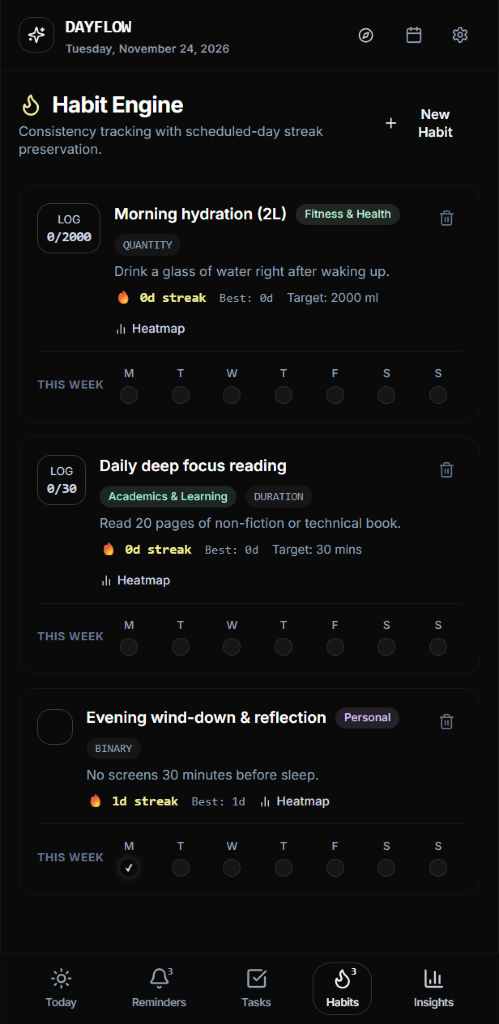 DAYFLOW
Tuesday, November 24, 2026
Habit Engine
Consistency tracking with scheduled-day streak
preservation.
New
Habit
LOG
0/2000
Morning hydration (2L)
Fitness & Health
QUANTITY
Drink a glass of water right after waking up.
0d streak Best: 0d Target: 2000 ml
Heatmap
THIS WEEK
M T W T F S S
LOG
0/30
Daily deep focus reading
Academics & Learning DURATION
Read 20 pages of non-fiction or technical book.
0d streak Best: 0d Target: 30 mins
Heatmap
THIS WEEK
M T W T F S S
Evening wind-down & reflection Personal
BINARY
No screens 30 minutes before sleep.
1d streak Best: 1d Heatmap
THIS WEEK
M T W T F S S
3 3
Today Reminders Tasks Habits Insights